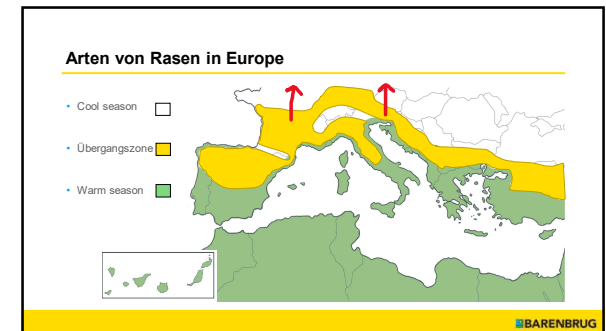 Arten von Rasen in Europe
• Cool season
• Übergangszone
• Warm season
BARENBRUG